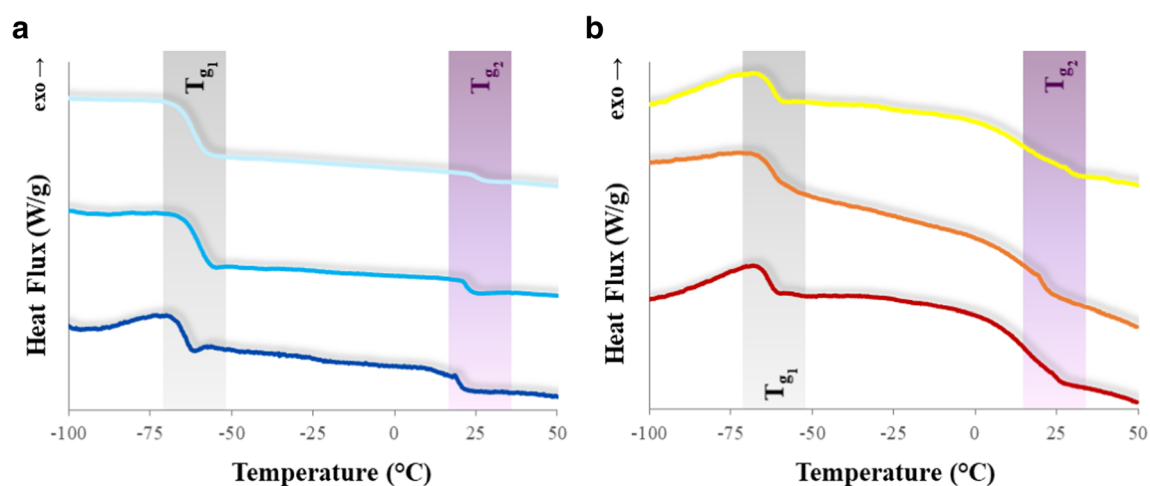 a
exo →
Heat Flux (W/g)
Tg1
Tg2
-100 -75 -50 -25 0 25 50
Temperature (°C)
b
exo →
Heat Flux (W/g)
Tg1
Tg2
-100 -75 -50 -25 0 25 50
Temperature (°C)